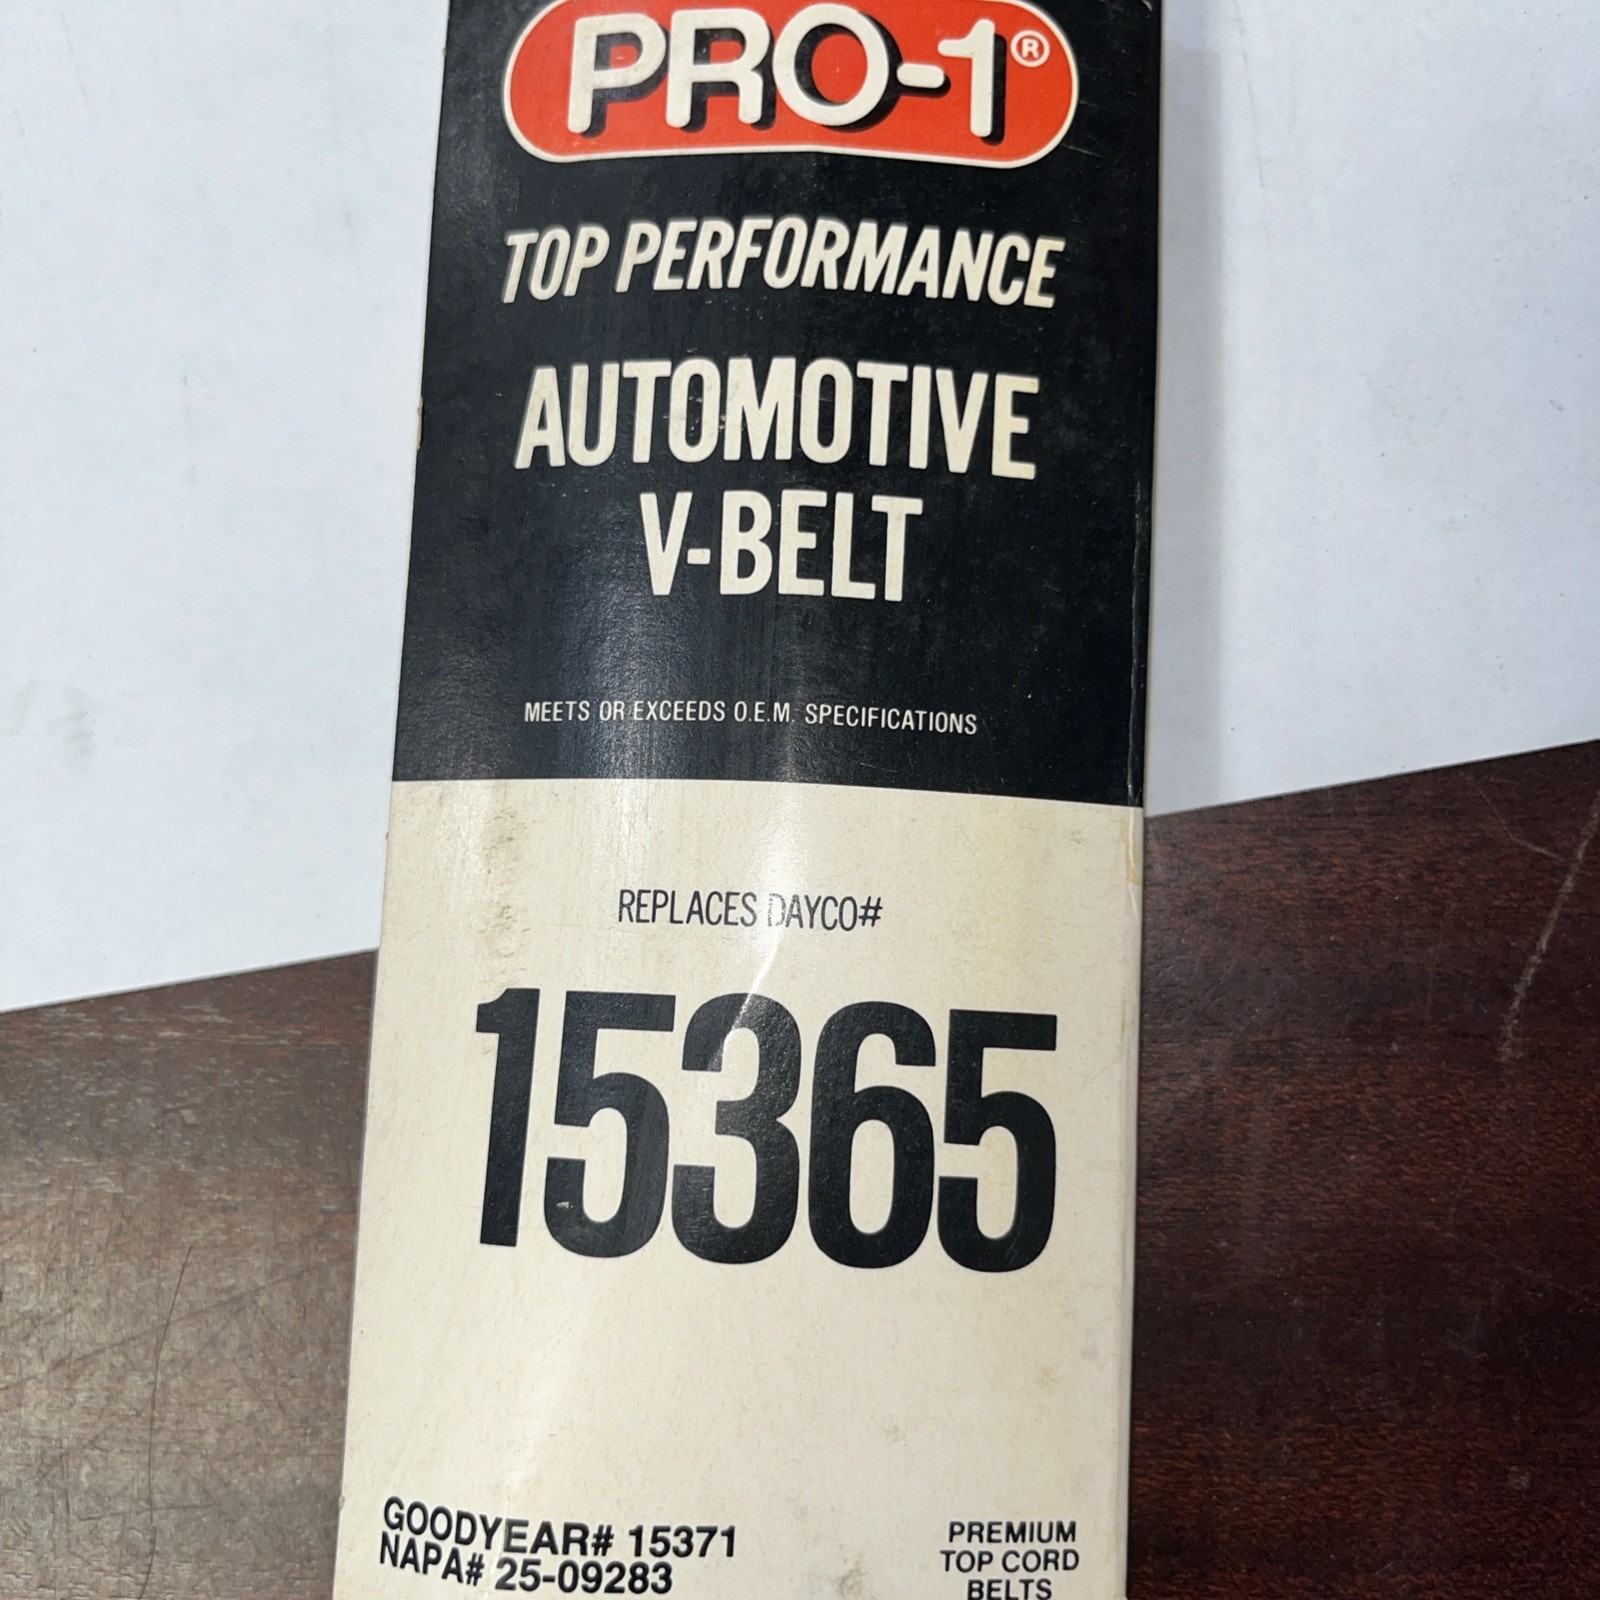 PRO-1®
TOP PERFORMANCE
AUTOMOTIVE
V-BELT
MEETS OR EXCEEDS O.E.M. SPECIFICATIONS
REPLACES DAYCO#
15365
GOODYEAR# 15371
NAPA# 25-09283
PREMIUM
TOP CORD
BELTS